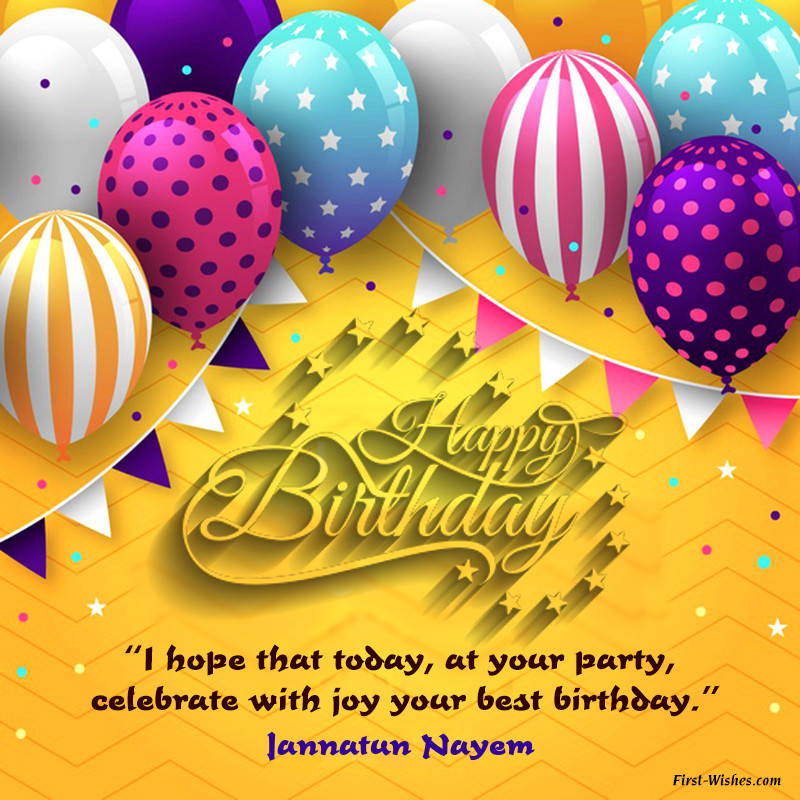 Happy
Birthday
“I hope that today, at your party,
celebrate with joy your best birthday.”
Jannatun Nayem
First-Wishes.com